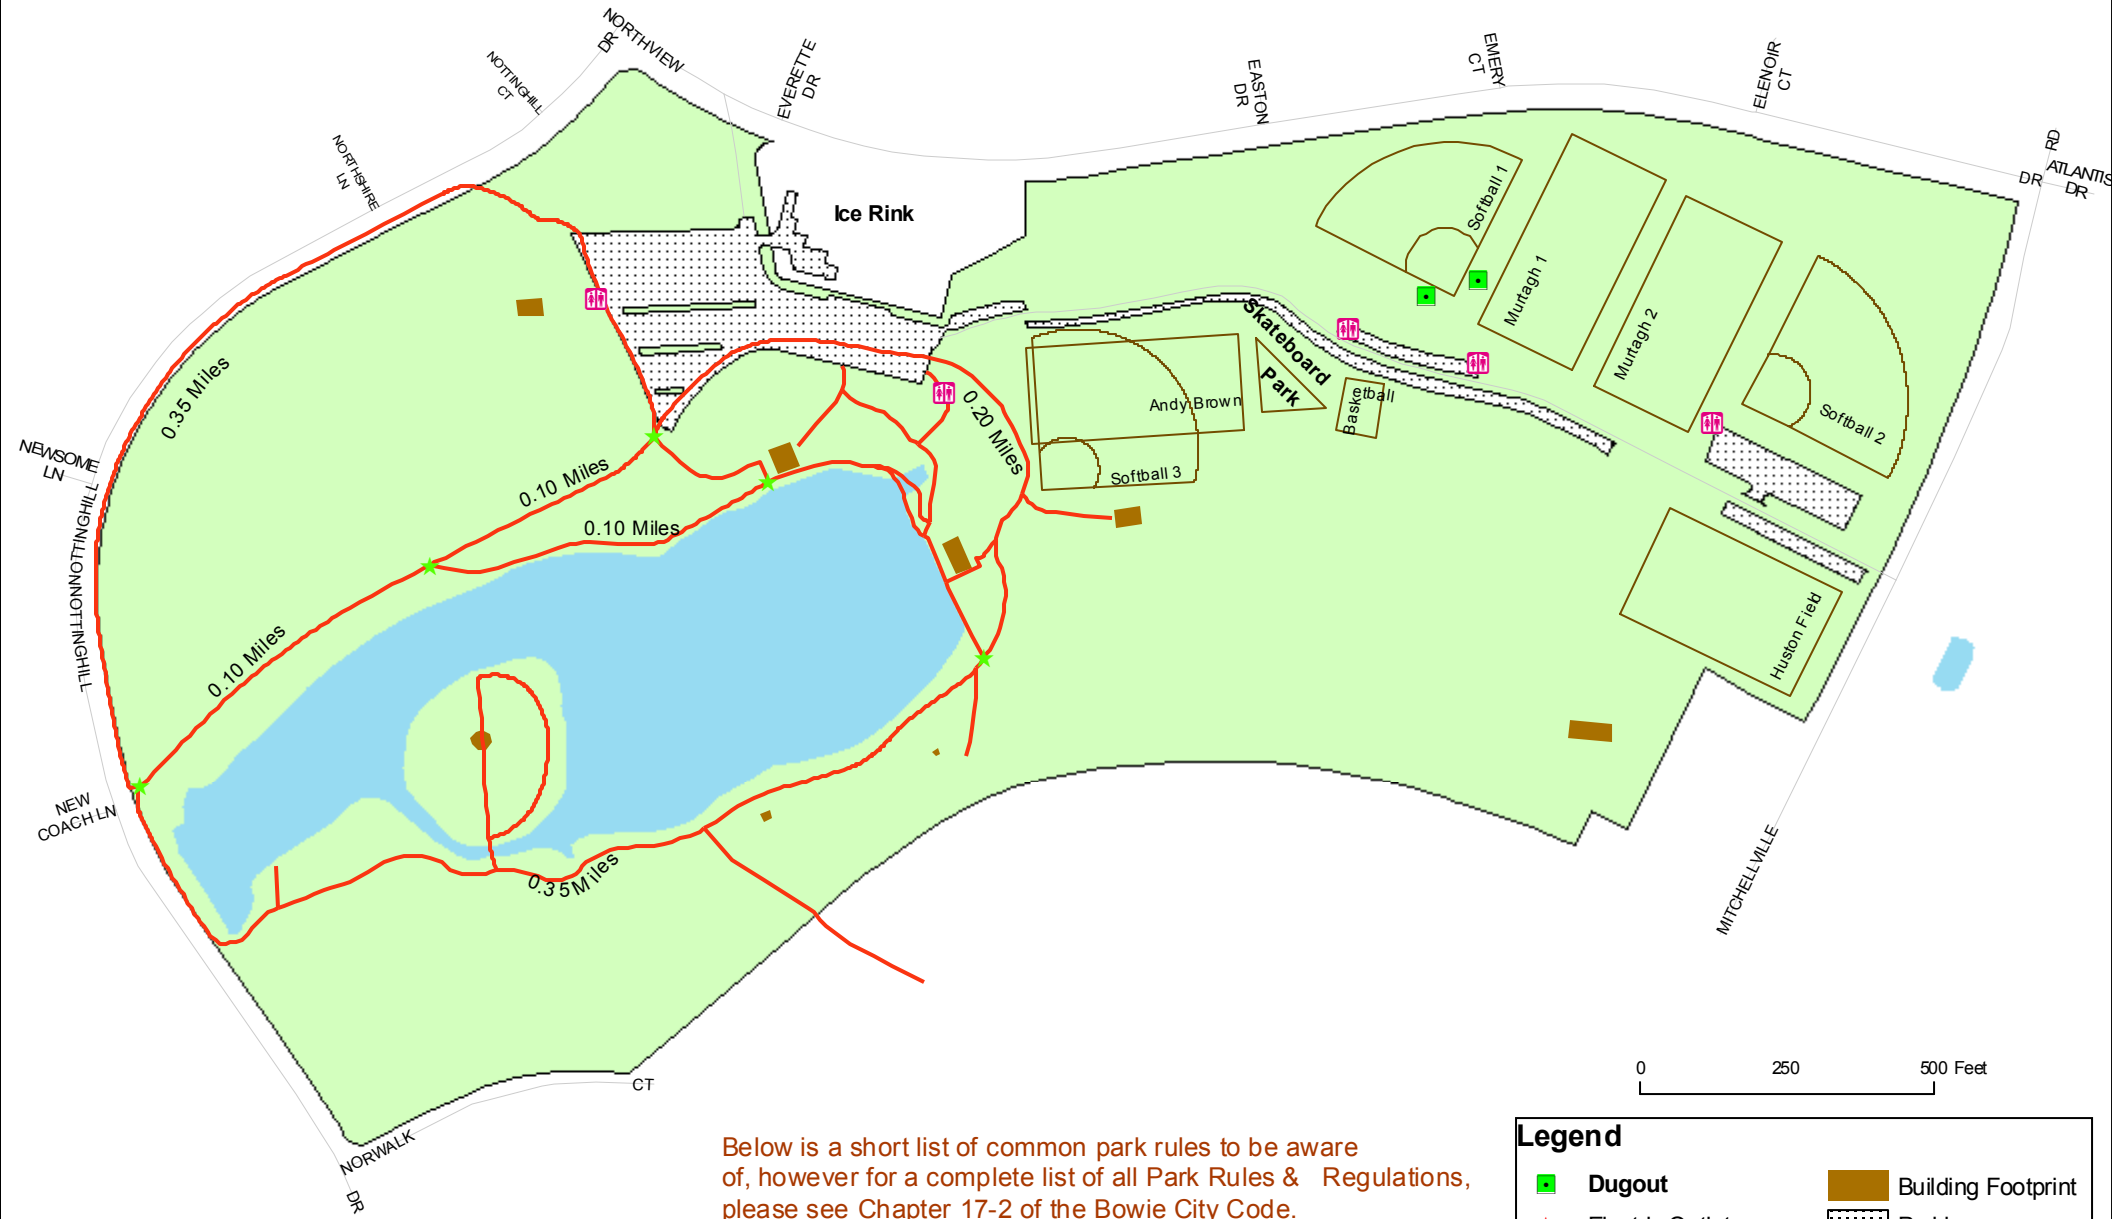 NORTHVIEW
DR
NOTTINGHILL
CT
EVERETTE
DR
EASTON
DR
EMERY
CT
ELENOIR
CT
RD
ATLANTIS
DR
DR
NORTHSHIRE
LN
Ice Rink
Softball 1
Murtagh 1
Murtagh 2
Softball 2
Skateboard
Park
Basketball
Andy Brown
Softball 3
0.20 Miles
0.35 Miles
NEWSOME
LN
0.10 Miles
0.10 Miles
0.10 Miles
NOTTINGHILL
NEW
COACH LN
Huston Field
0.35 Miles
MITCHELLVILLE
CT
NORWALK
DR
0 250 500 Feet
Below is a short list of common park rules to be aware
of, however for a complete list of all Park Rules & Regulations,
please see Chapter 17-2 of the Bowie City Code.
Legend
Dugout
Building Footprint